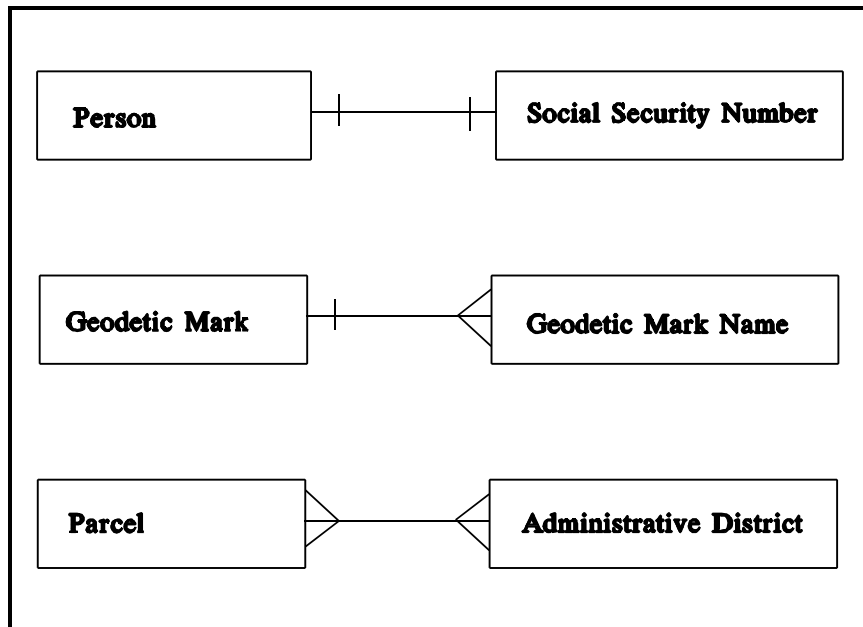 Person
Social Security Number
Geodetic Mark
Geodetic Mark Name
Parcel
Administrative District